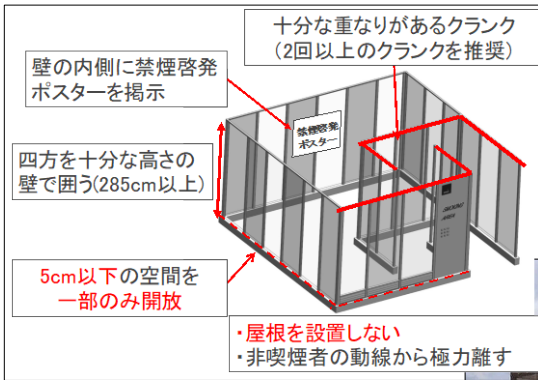 十分な重なりがあるクランク
(2回以上のクランクを推奨)
壁の内側に禁煙啓発
ポスターを掲示
禁煙啓発
ポスター
四方を十分な高さの
壁で囲う(285cm以上)
5cm以下の空間を
一部のみ開放
・屋根を設置しない
・非喫煙者の動線から極力離す